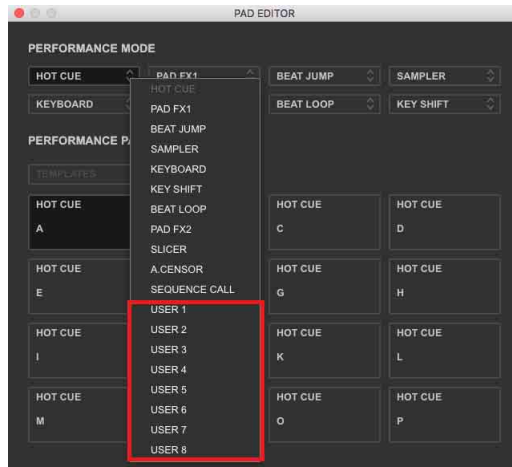 PAD EDITOR
PERFORMANCE MODE
HOT CUE
PAD FX1
BEAT JUMP
SAMPLER
KEYBOARD
BEAT LOOP
KEY SHIFT
HOT CUE
PAD FX1
BEAT JUMP
SAMPLER
KEYBOARD
KEY SHIFT
BEAT LOOP
PAD FX2
SLICER
A.CENSOR
SEQUENCE CALL
USER 1
USER 2
USER 3
USER 4
USER 5
USER 6
USER 7
USER 8
PERFORMANCE
TEMPLATES
HOT CUE
A
HOT CUE
C
HOT CUE
D
HOT CUE
E
HOT CUE
G
HOT CUE
H
HOT CUE
I
HOT CUE
K
HOT CUE
L
HOT CUE
M
HOT CUE
O
HOT CUE
P